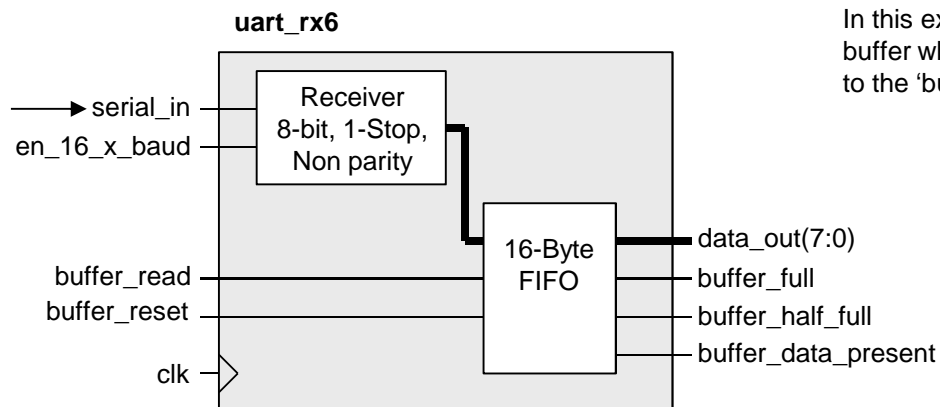 uart_rx6
In this ex
buffer wh
to the ‘bu
serial_in
en_16_x_baud
Receiver
8-bit, 1-Stop,
Non parity
buffer_read
buffer_reset
clk
16-Byte
FIFO
data_out(7:0)
buffer_full
buffer_half_full
buffer_data_present